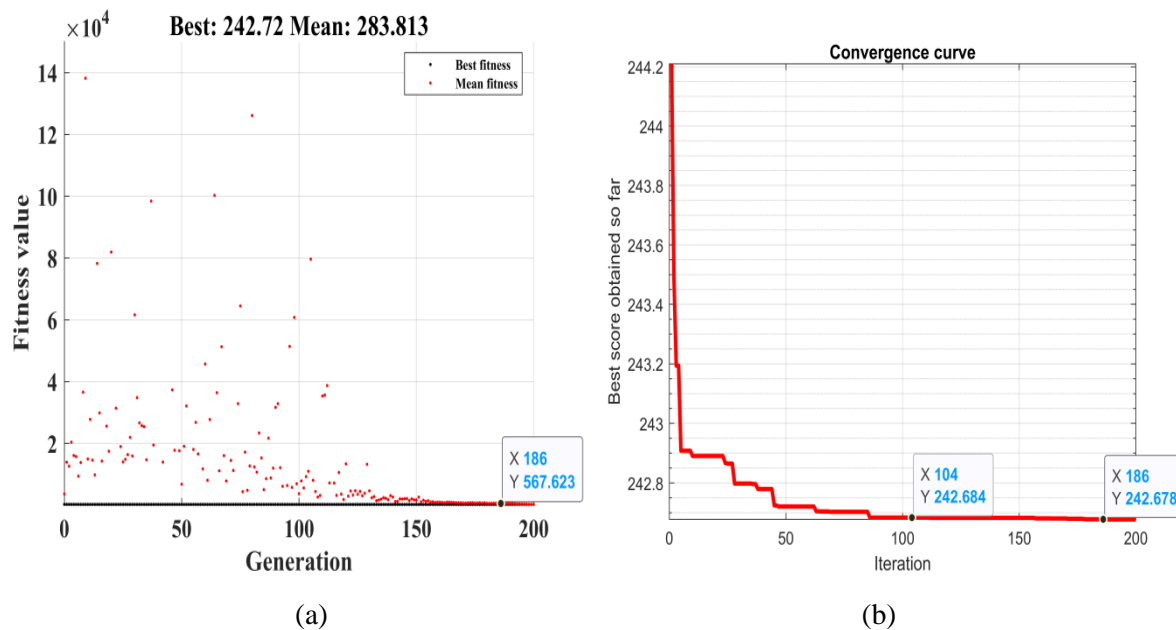 ×10⁴
Best: 242.72 Mean: 283.813
Best fitness
Mean fitness
14
12
10
8
6
4
2
Fitness value
X 186
Y 567.623
0 50 100 150 200
Generation
(a)
Convergence curve
244.2
244
243.8
243.6
243.4
243.2
243
242.8
Best score obtained so far
X 104
Y 242.684
X 186
Y 242.678
0 50 100 150 200
Iteration
(b)